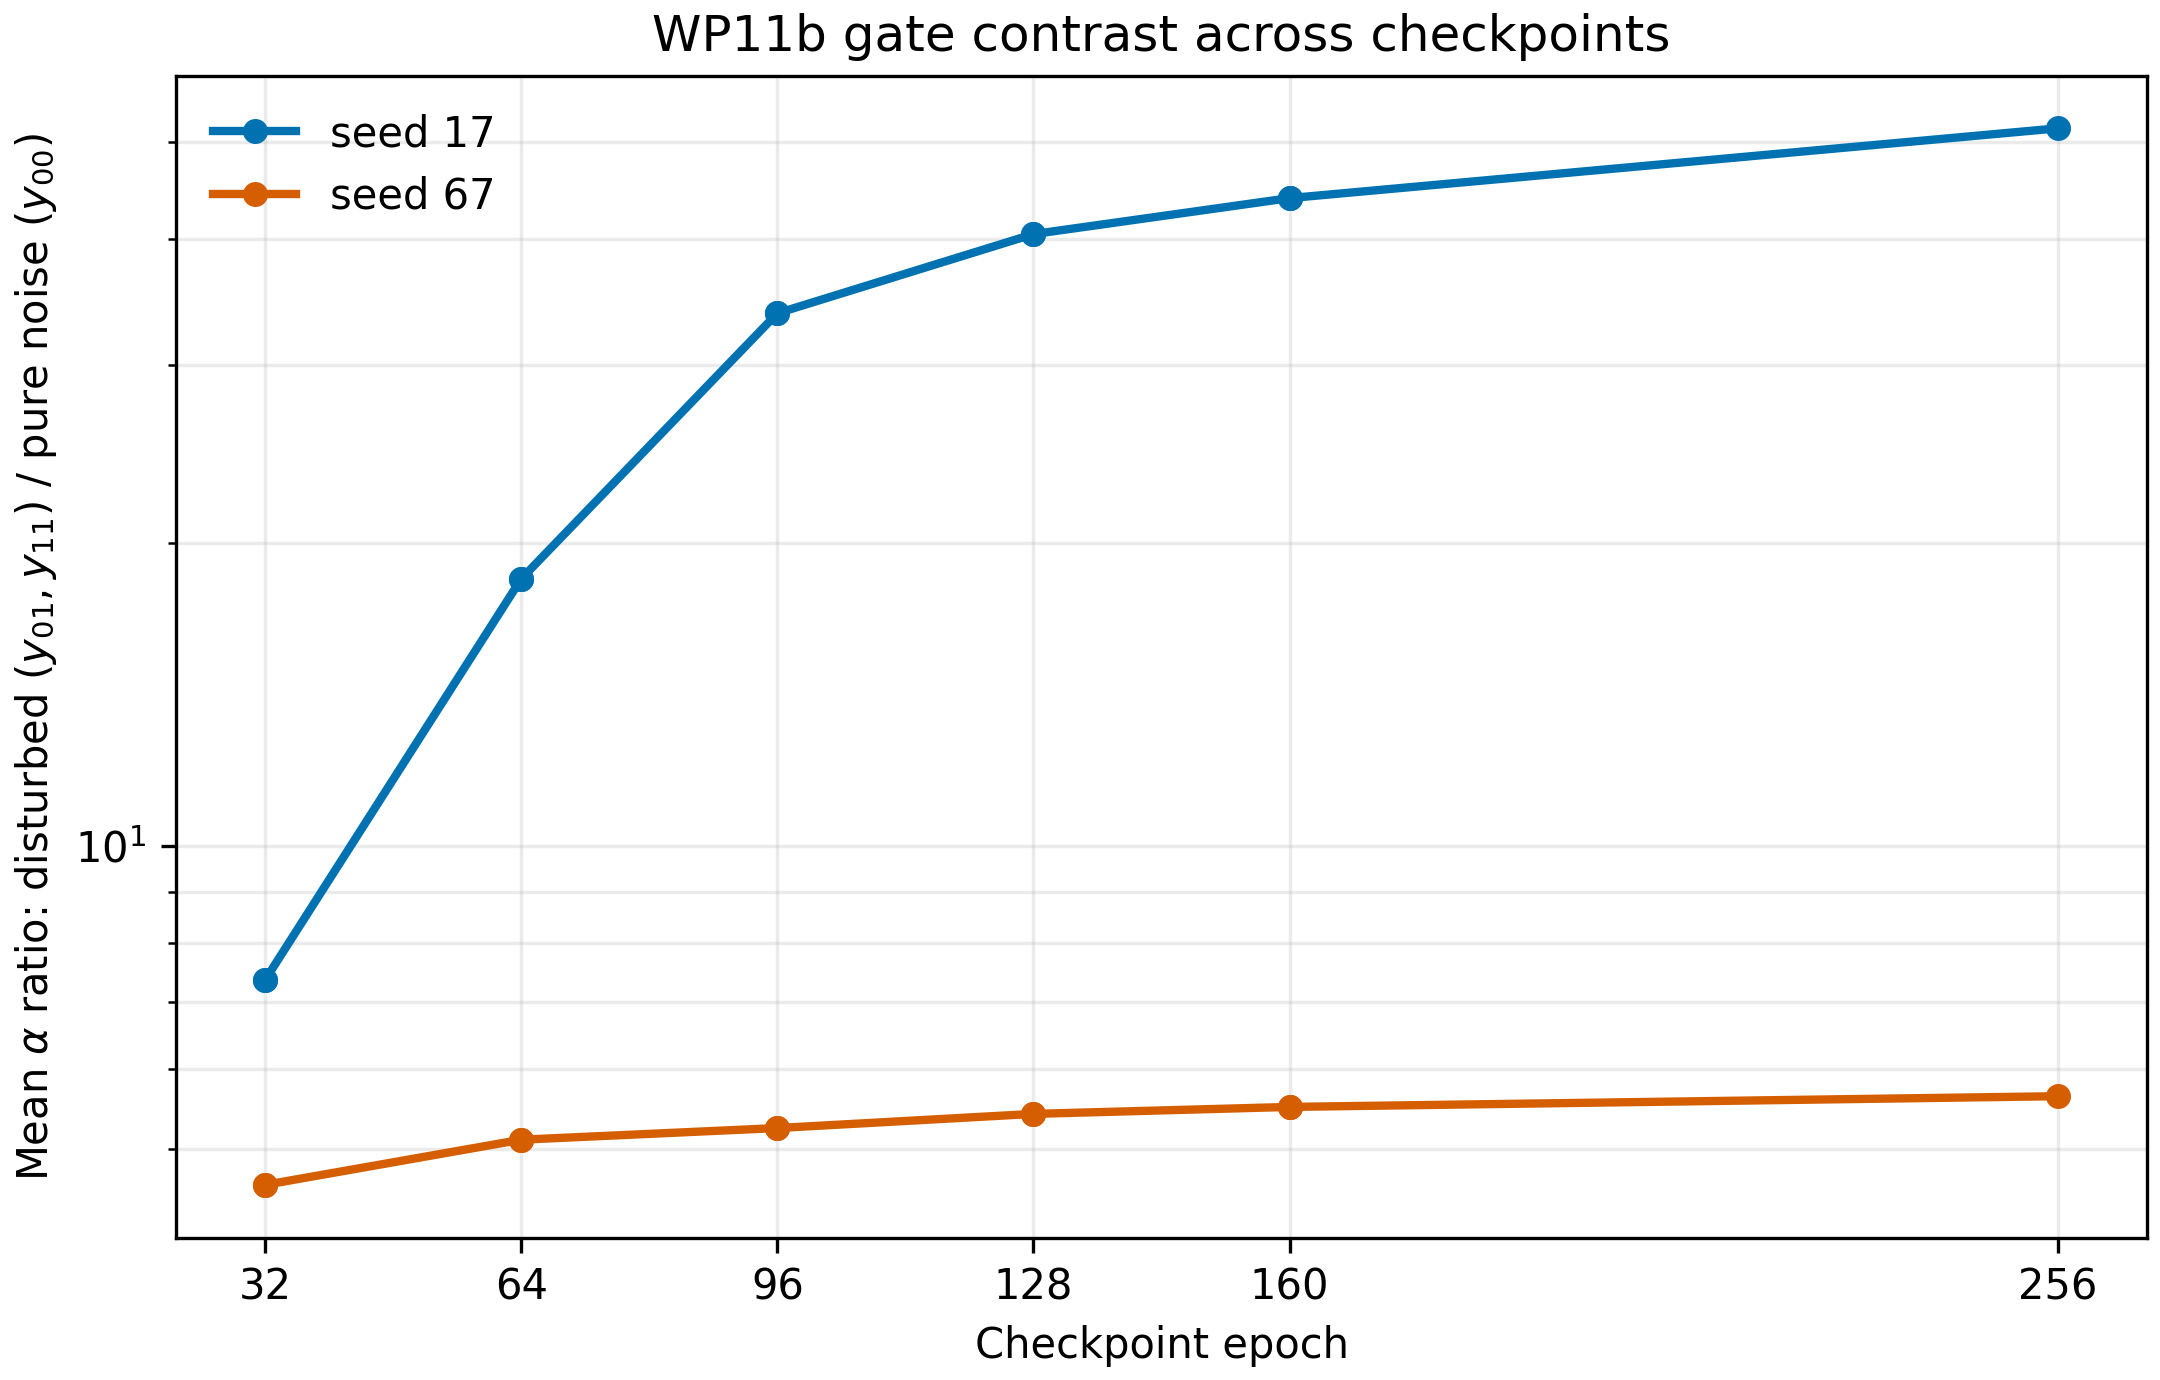 WP11b gate contrast across checkpoints
seed 17
seed 67
Mean α ratio: disturbed (y₀₁, y₁₁) / pure noise (y₀₀)
10¹
32 64 96 128 160 256
Checkpoint epoch